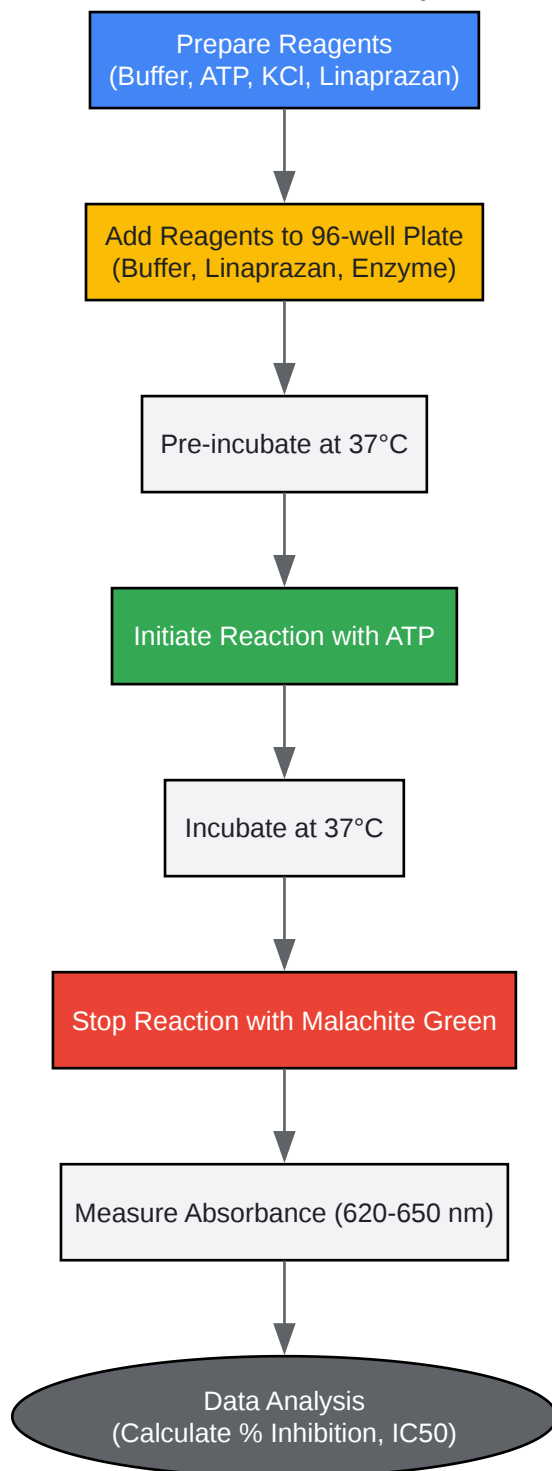 Prepare Reagents
(Buffer, ATP, KCl, Linaprazan)
Add Reagents to 96-well Plate
(Buffer, Linaprazan, Enzyme)
Pre-incubate at 37°C
Initiate Reaction with ATP
Incubate at 37°C
Stop Reaction with Malachite Green
Measure Absorbance (620-650 nm)
Data Analysis
(Calculate % Inhibition, IC50)